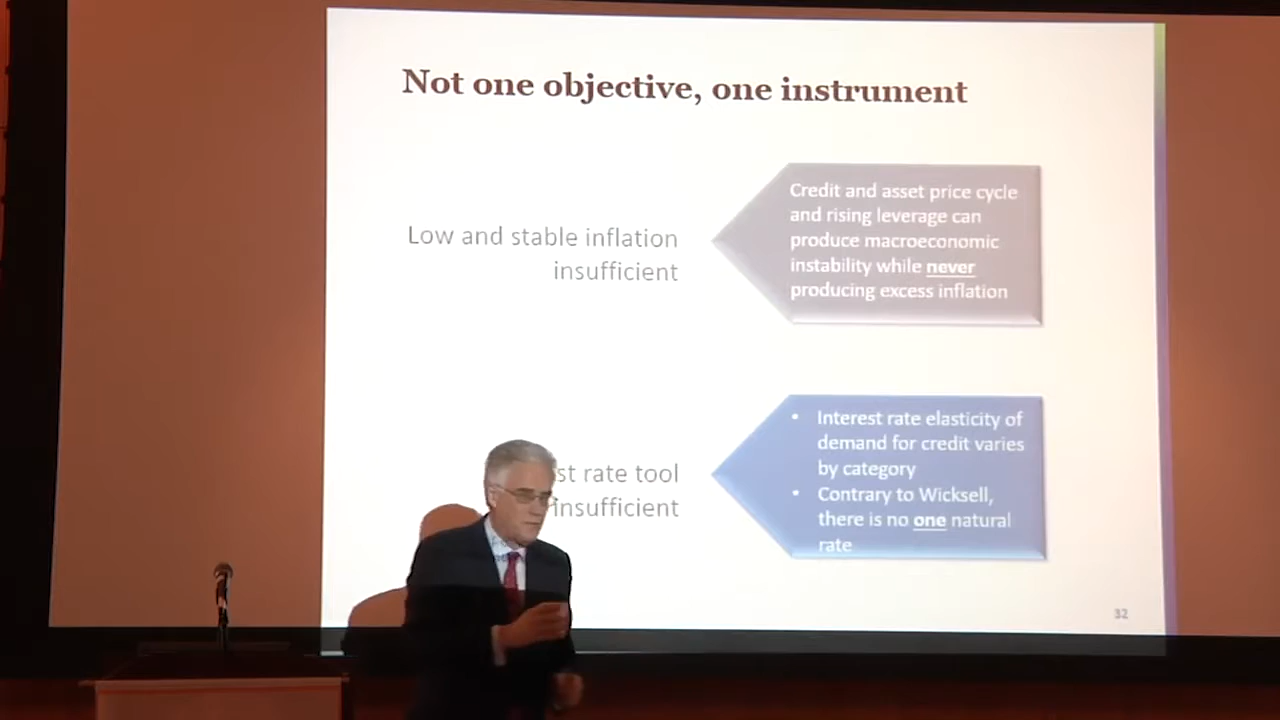 Not one objective, one instrument
Low and stable inflation
insufficient
Credit and asset price cycle
and rising leverage can
produce macroeconomic
instability while never
producing excess inflation
rate tool
insufficient
• Interest rate elasticity of
demand for credit varies
by category
• Contrary to Wicksell,
there is no one natural
rate
32